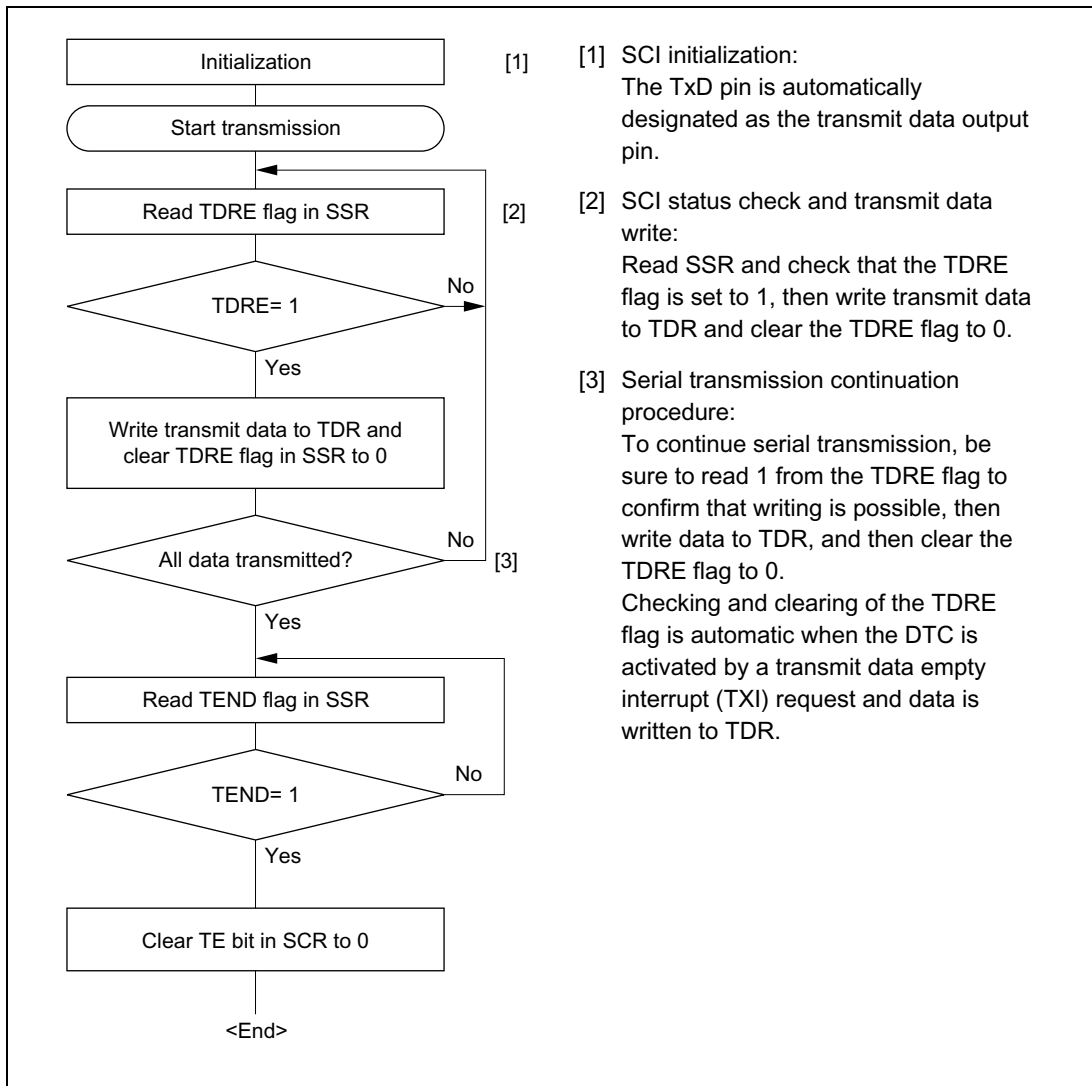 Initialization
[1]
Start transmission
Read TDRE flag in SSR
[2]
No
TDRE= 1
Yes
Write transmit data to TDR and
clear TDRE flag in SSR to 0
No
All data transmitted?
[3]
Yes
Read TEND flag in SSR
No
TEND= 1
Yes
Clear TE bit in SCR to 0
<End>
[1] SCI initialization:
The TxD pin is automatically
designated as the transmit data output
pin.
[2] SCI status check and transmit data
write:
Read SSR and check that the TDRE
flag is set to 1, then write transmit data
to TDR and clear the TDRE flag to 0.
[3] Serial transmission continuation
procedure:
To continue serial transmission, be
sure to read 1 from the TDRE flag to
confirm that writing is possible, then
write data to TDR, and then clear the
TDRE flag to 0.
Checking and clearing of the TDRE
flag is automatic when the DTC is
activated by a transmit data empty
interrupt (TXI) request and data is
written to TDR.